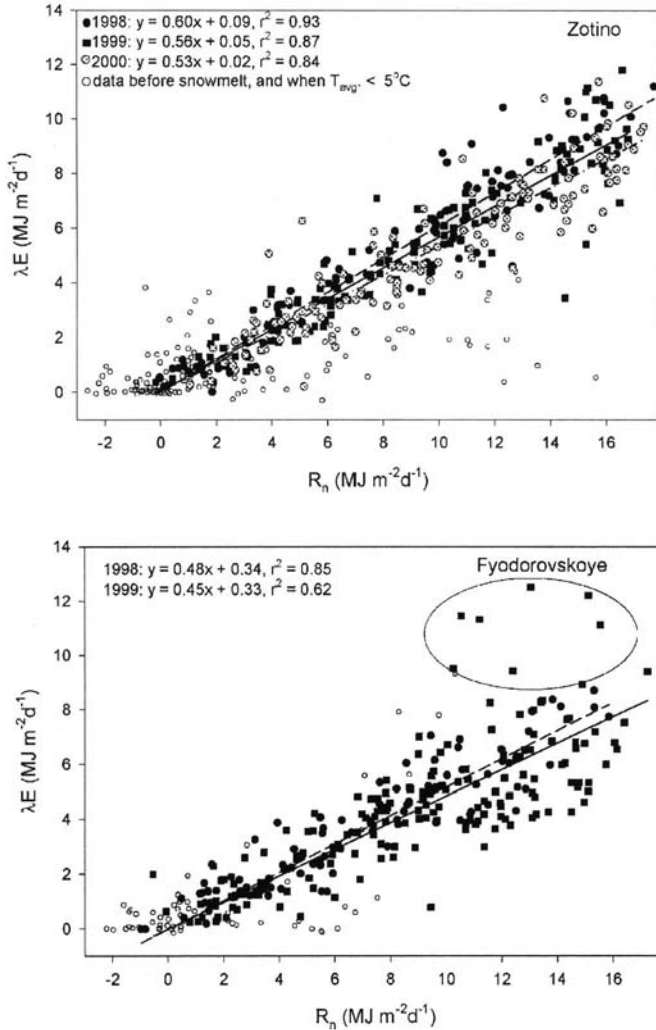 1998: y = 0.60x + 0.09, r² = 0.93
Zotino
1999: y = 0.56x + 0.05, r² = 0.87
2000: y = 0.53x + 0.02, r² = 0.84
data before snowmelt, and when T_avg. < 5°C
14
12
10
8
6
4
2
0
λE (MJ m⁻²d⁻¹)
-2 0 2 4 6 8 10 12 14 16
Rₙ (MJ m⁻²d⁻¹)
1998: y = 0.48x + 0.34, r² = 0.85
Fyodorovskoye
1999: y = 0.45x + 0.33, r² = 0.62
14
12
10
8
6
4
2
0
λE (MJ m⁻²d⁻¹)
-2 0 2 4 6 8 10 12 14 16
Rₙ (MJ m⁻²d⁻¹)